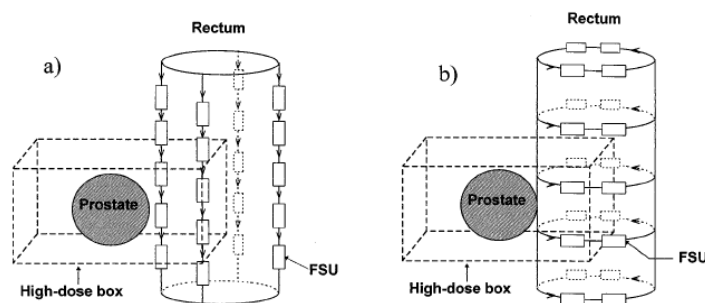 Rectum
a)
Prostate
FSU
High-dose box
Rectum
b)
Prostate
FSU
High-dose box